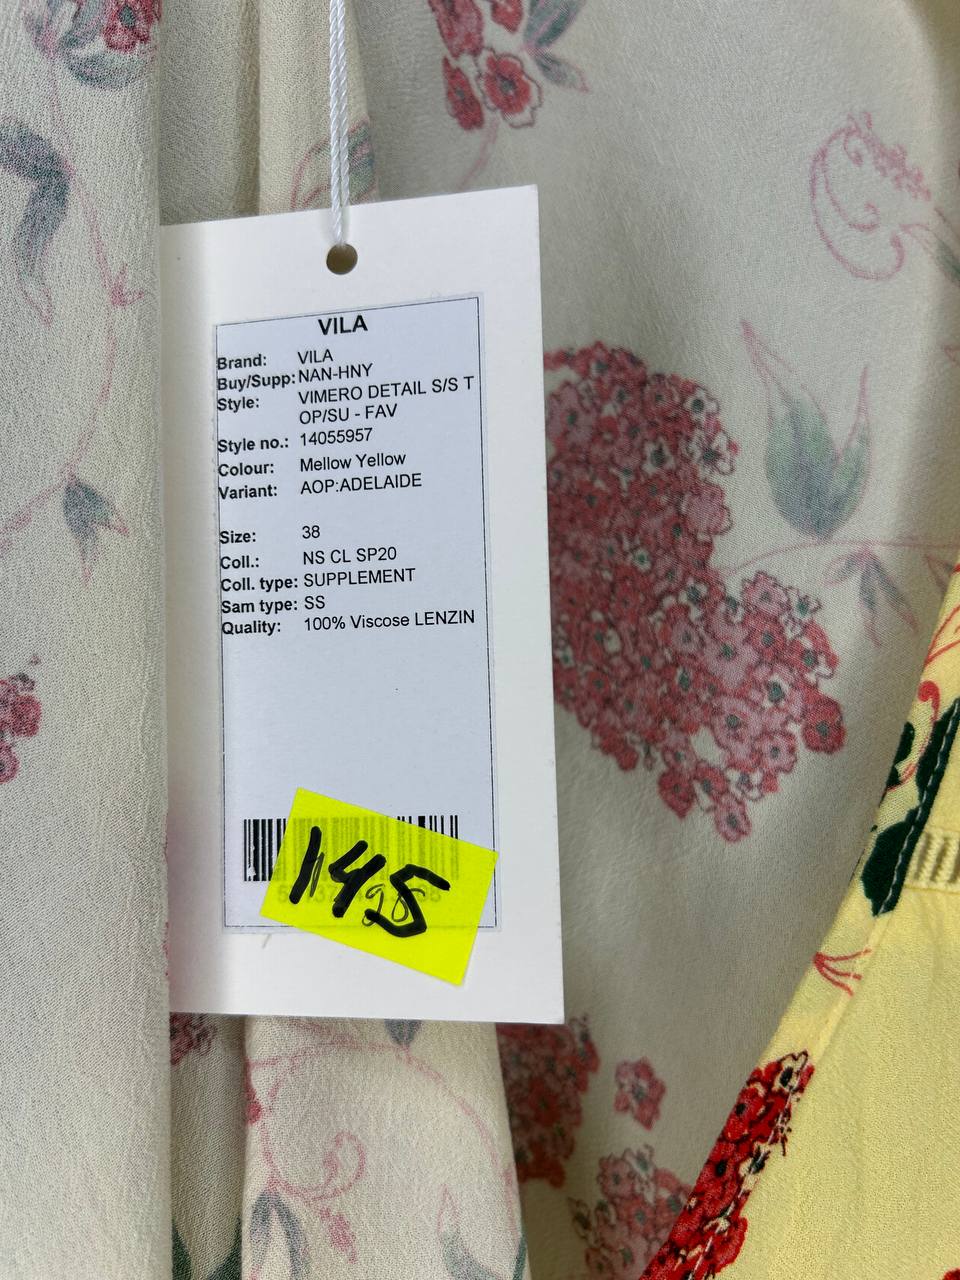 VILA
Brand: VILA
Buy/Supp: NAN-HNY
Style: VIMERO DETAIL S/S T
OP/SU - FAV
Style no.: 14055957
Colour: Mellow Yellow
Variant: AOP:ADELAIDE
Size: 38
Coll.: NS CL SP20
Coll. type: SUPPLEMENT
Sam type: SS
Quality: 100% Viscose LENZIN
145